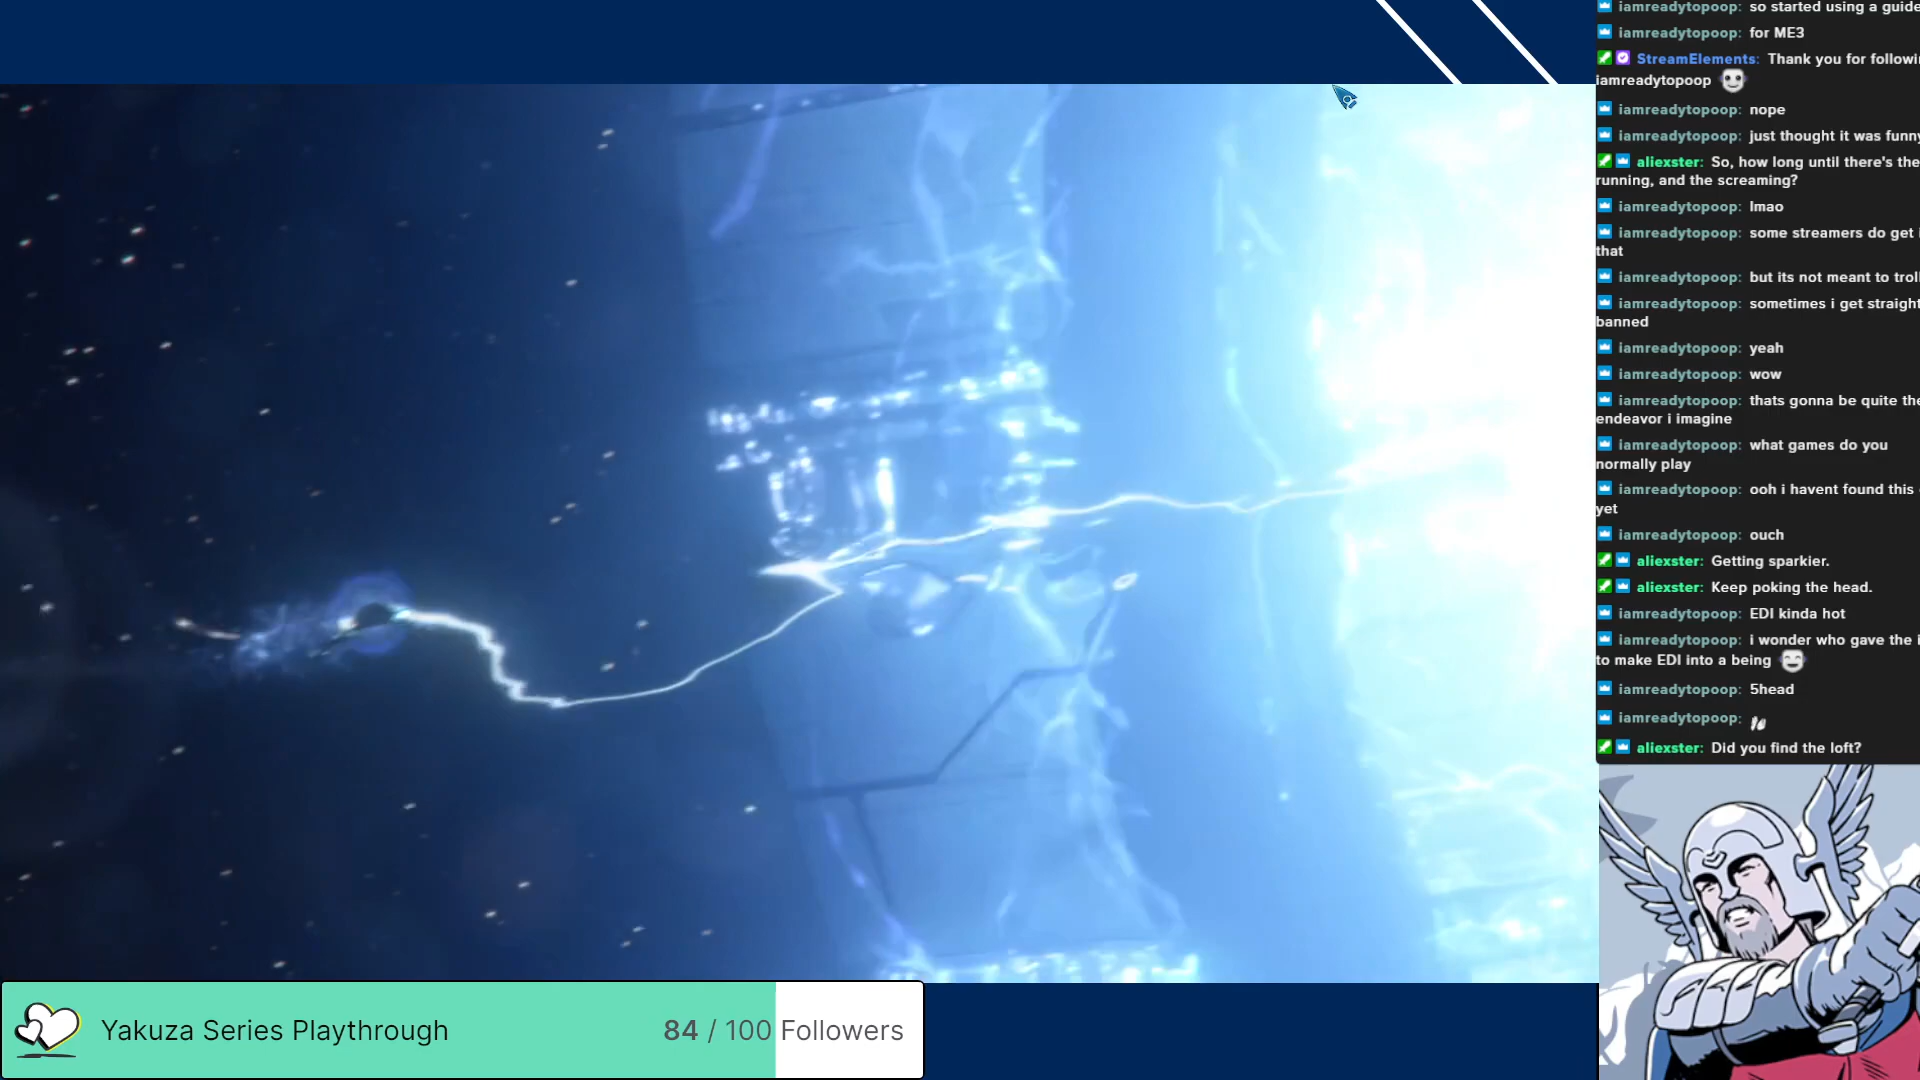 iamreadytopoop: so started using a guide
iamreadytopoop: for ME3
StreamElements: Thank you for followi
iamreadytopoop
iamreadytopoop: nope
iamreadytopoop: just thought it was funny
aliexster: So, how long until there's the
running, and the screaming?
iamreadytopoop: lmao
iamreadytopoop: some streamers do get i
that
iamreadytopoop: but its not meant to troll
iamreadytopoop: sometimes i get straight
banned
iamreadytopoop: yeah
iamreadytopoop: wow
iamreadytopoop: thats gonna be quite the
endeavor i imagine
iamreadytopoop: what games do you
normally play
iamreadytopoop: ooh i havent found this
yet
iamreadytopoop: ouch
aliexster: Getting sparkier.
aliexster: Keep poking the head.
iamreadytopoop: EDI kinda hot
iamreadytopoop: i wonder who gave the i
to make EDI into a being
iamreadytopoop: 5head
iamreadytopoop:
aliexster: Did you find the loft?
Yakuza Series Playthrough 84 / 100 Followers